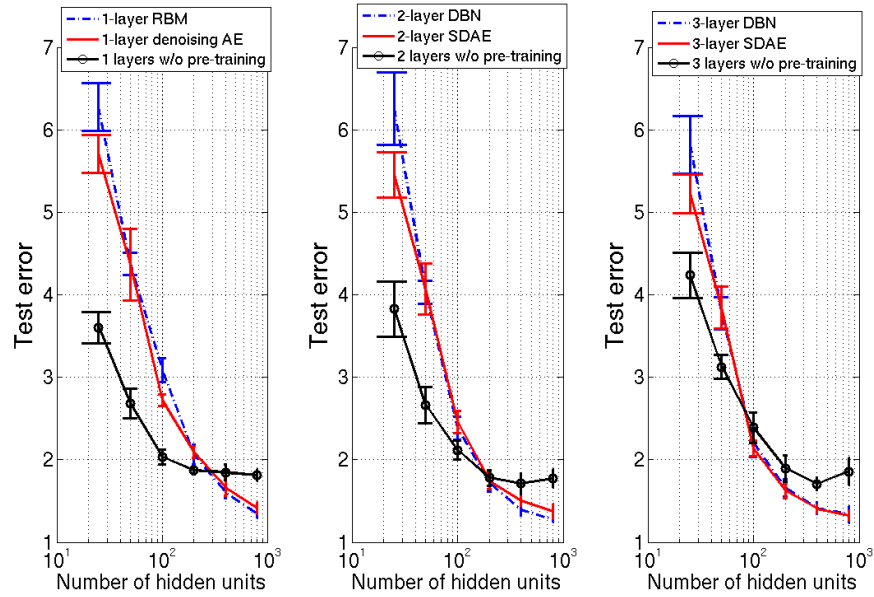 1-layer RBM
1-layer denoising AE
1 layers w/o pre-training
7
6
5
4
3
2
1
Test error
10^1
10^2
10^3
Number of hidden units
2-layer DBN
2-layer SDAE
2 layers w/o pre-training
7
6
5
4
3
2
1
Test error
10^1
10^2
10^3
Number of hidden units
3-layer DBN
3-layer SDAE
3 layers w/o pre-training
7
6
5
4
3
2
1
Test error
10^1
10^2
10^3
Number of hidden units